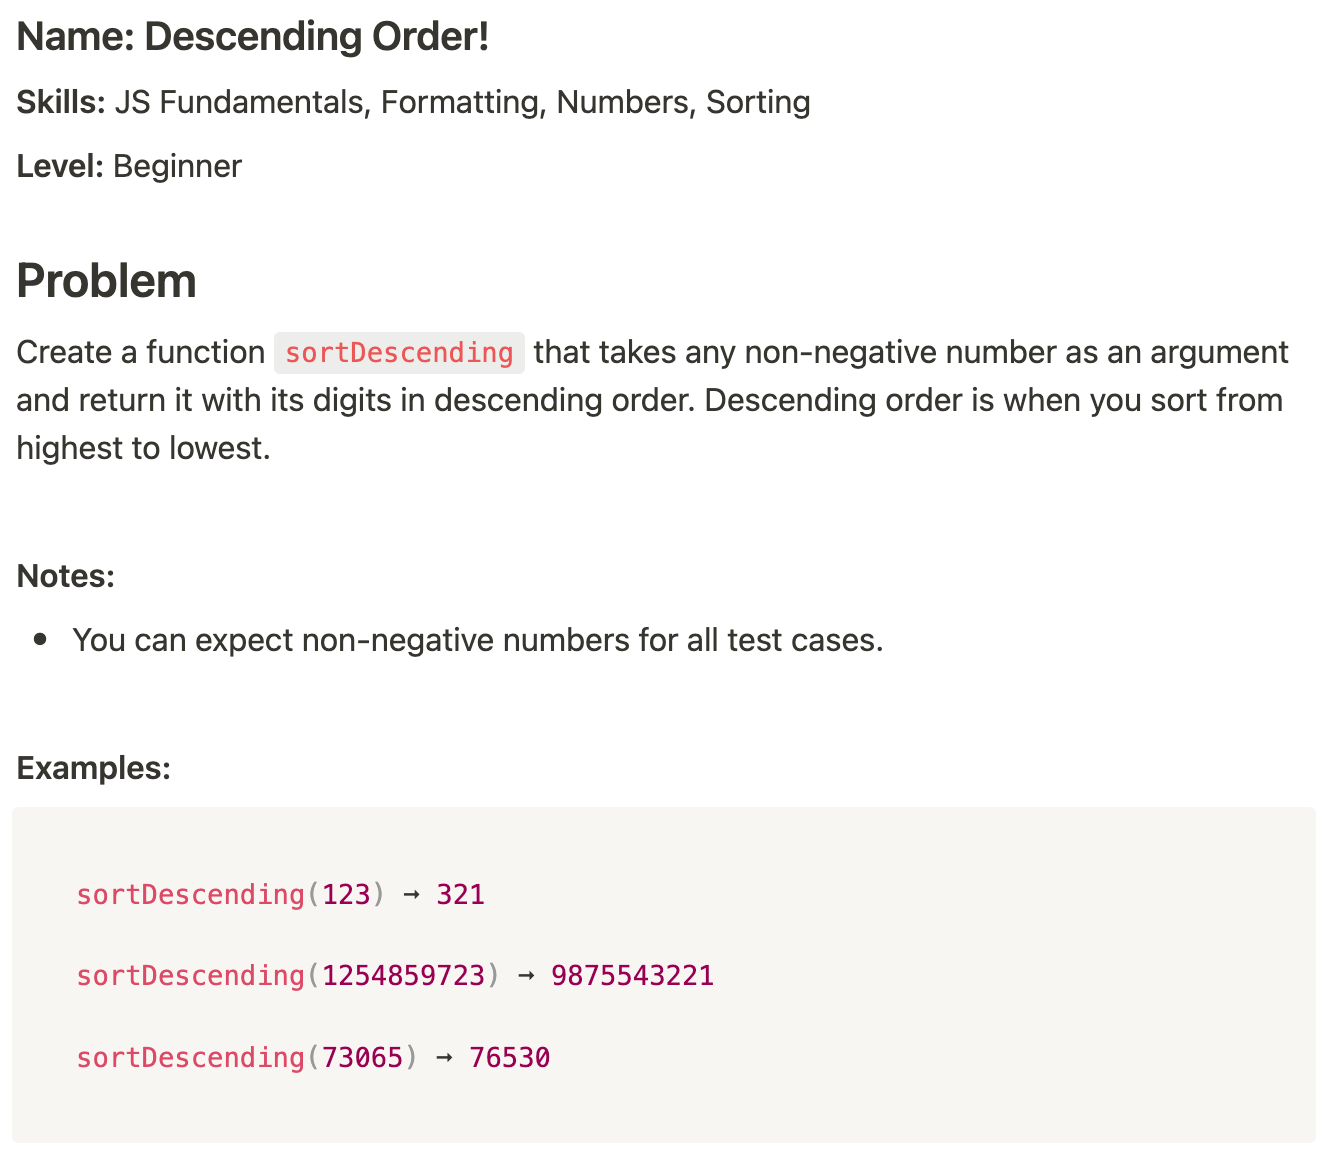 Name: Descending Order!
Skills: JS Fundamentals, Formatting, Numbers, Sorting
Level: Beginner
Problem
Create a function sortDescending that takes any non-negative number as an argument
and return it with its digits in descending order. Descending order is when you sort from
highest to lowest.
Notes:
• You can expect non-negative numbers for all test cases.
Examples:
sortDescending(123) ➞ 321
sortDescending(1254859723) ➞ 9875543221
sortDescending(73065) ➞ 76530